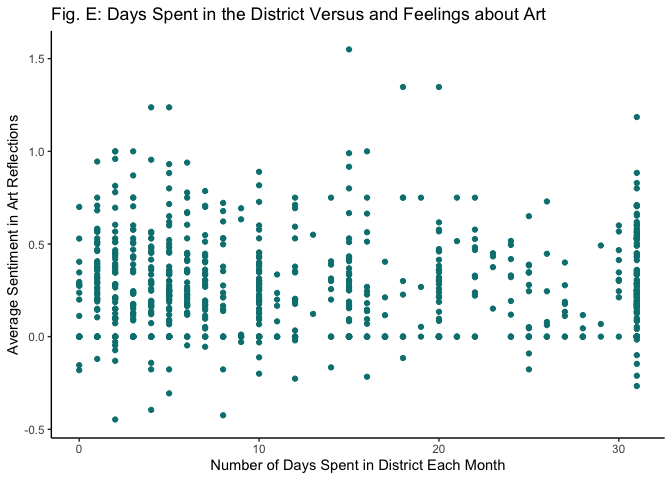 Fig. E: Days Spent in the District Versus and Feelings about Art
1.5
1.0
0.5
0.0
-0.5
Average Sentiment in Art Reflections
0 10 20 30
Number of Days Spent in District Each Month